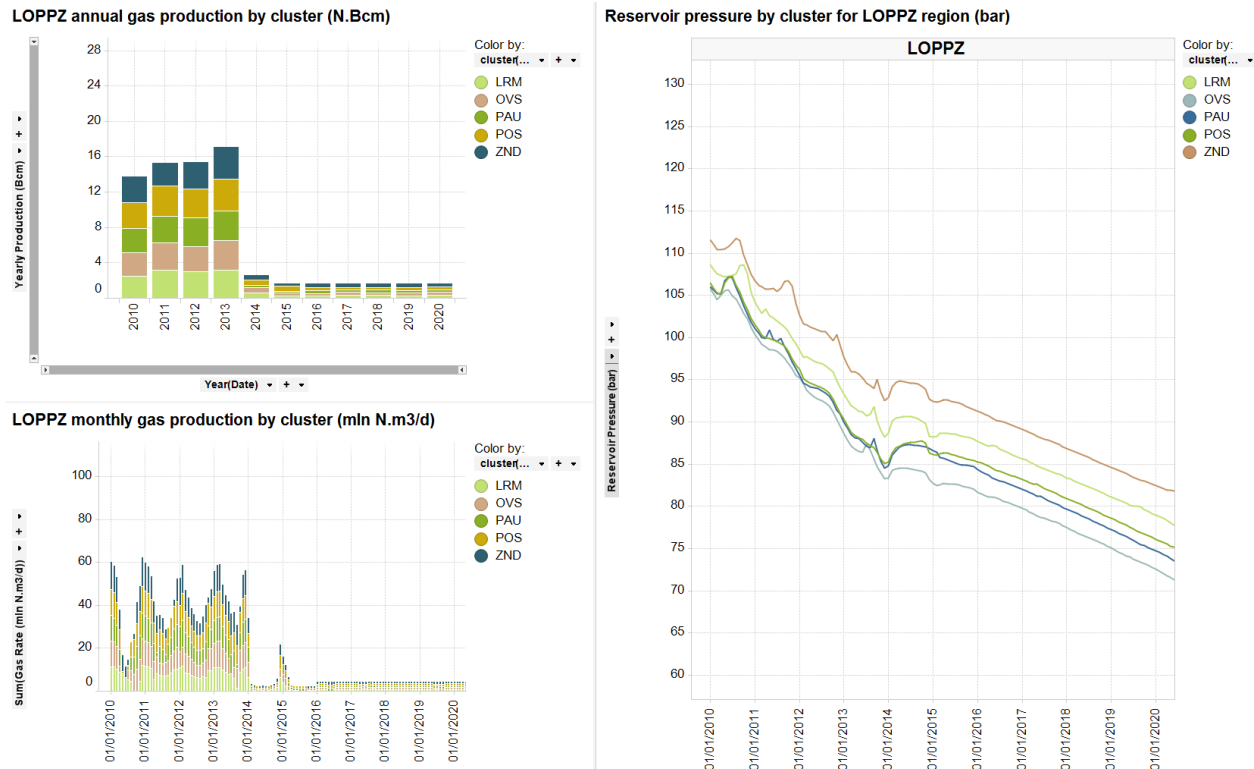 LOPPZ annual gas production by cluster (N.Bcm)
Yearly Production (Bcm)
28
24
20
16
12
8
4
0
2010
2011
2012
2013
2014
2015
2016
2017
2018
2019
2020
Year(Date)
+
Color by:
cluster(... +
LRM
OVS
PAU
POS
ZND
LOPPZ monthly gas production by cluster (mln N.m3/d)
Sum(Gas Rate (mln N.m3/d))
100
80
60
40
20
0
01/01/2010
01/01/2011
01/01/2012
01/01/2013
01/01/2014
01/01/2015
01/01/2016
01/01/2017
01/01/2018
01/01/2019
01/01/2020
Color by:
cluster(... +
LRM
OVS
PAU
POS
ZND
Reservoir pressure by cluster for LOPPZ region (bar)
LOPPZ
Reservoir Pressure (bar)
130
125
120
115
110
105
100
95
90
85
80
75
70
65
60
01/01/2010
01/01/2011
01/01/2012
01/01/2013
01/01/2014
01/01/2015
01/01/2016
01/01/2017
01/01/2018
01/01/2019
01/01/2020
Color by:
cluster(...
LRM
OVS
PAU
POS
ZND